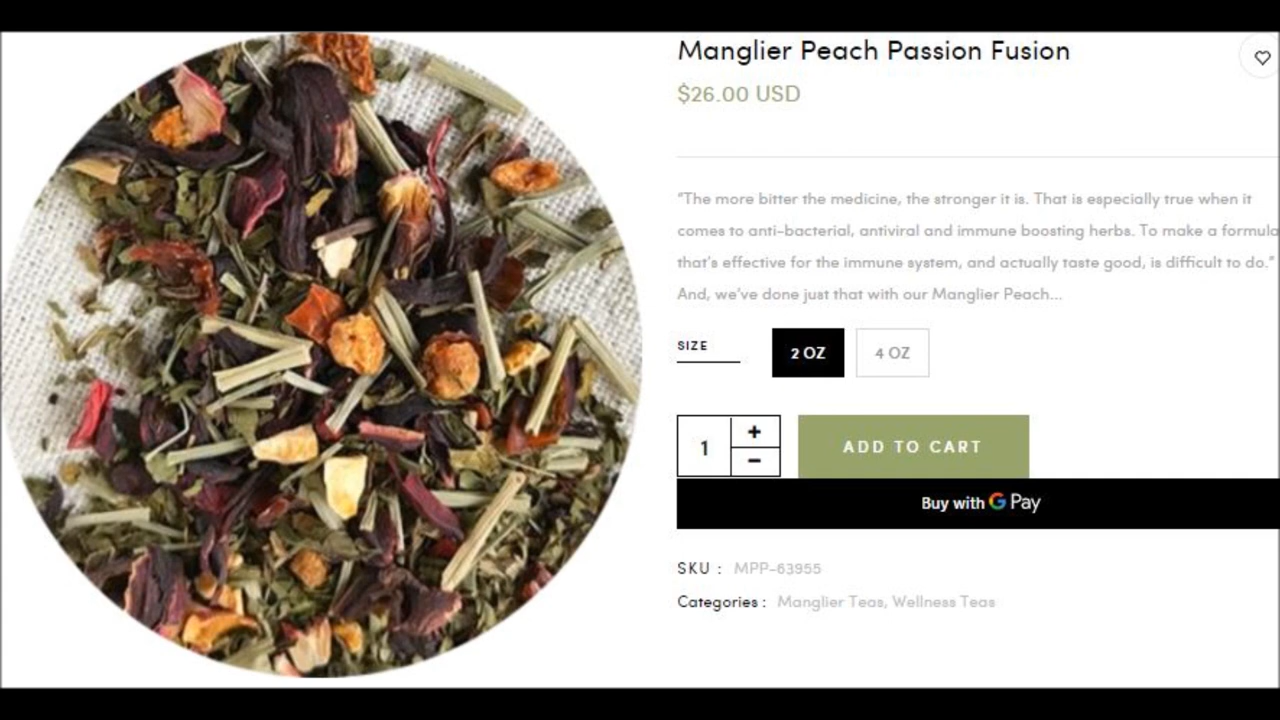 Manglier Peach Passion Fusion
$26.00 USD
"The more bitter the medicine, the stronger it is. That is especially true when it
comes to anti-bacterial, antiviral and immune boosting herbs. To make a formula
that's effective for the immune system, and actually taste good, is difficult to do."
And, we've done just that with our Manglier Peach...
SIZE
2 OZ
4 OZ
1
+
−
ADD TO CART
Buy with G Pay
SKU : MPP-63955
Categories : Manglier Teas, Wellness Teas